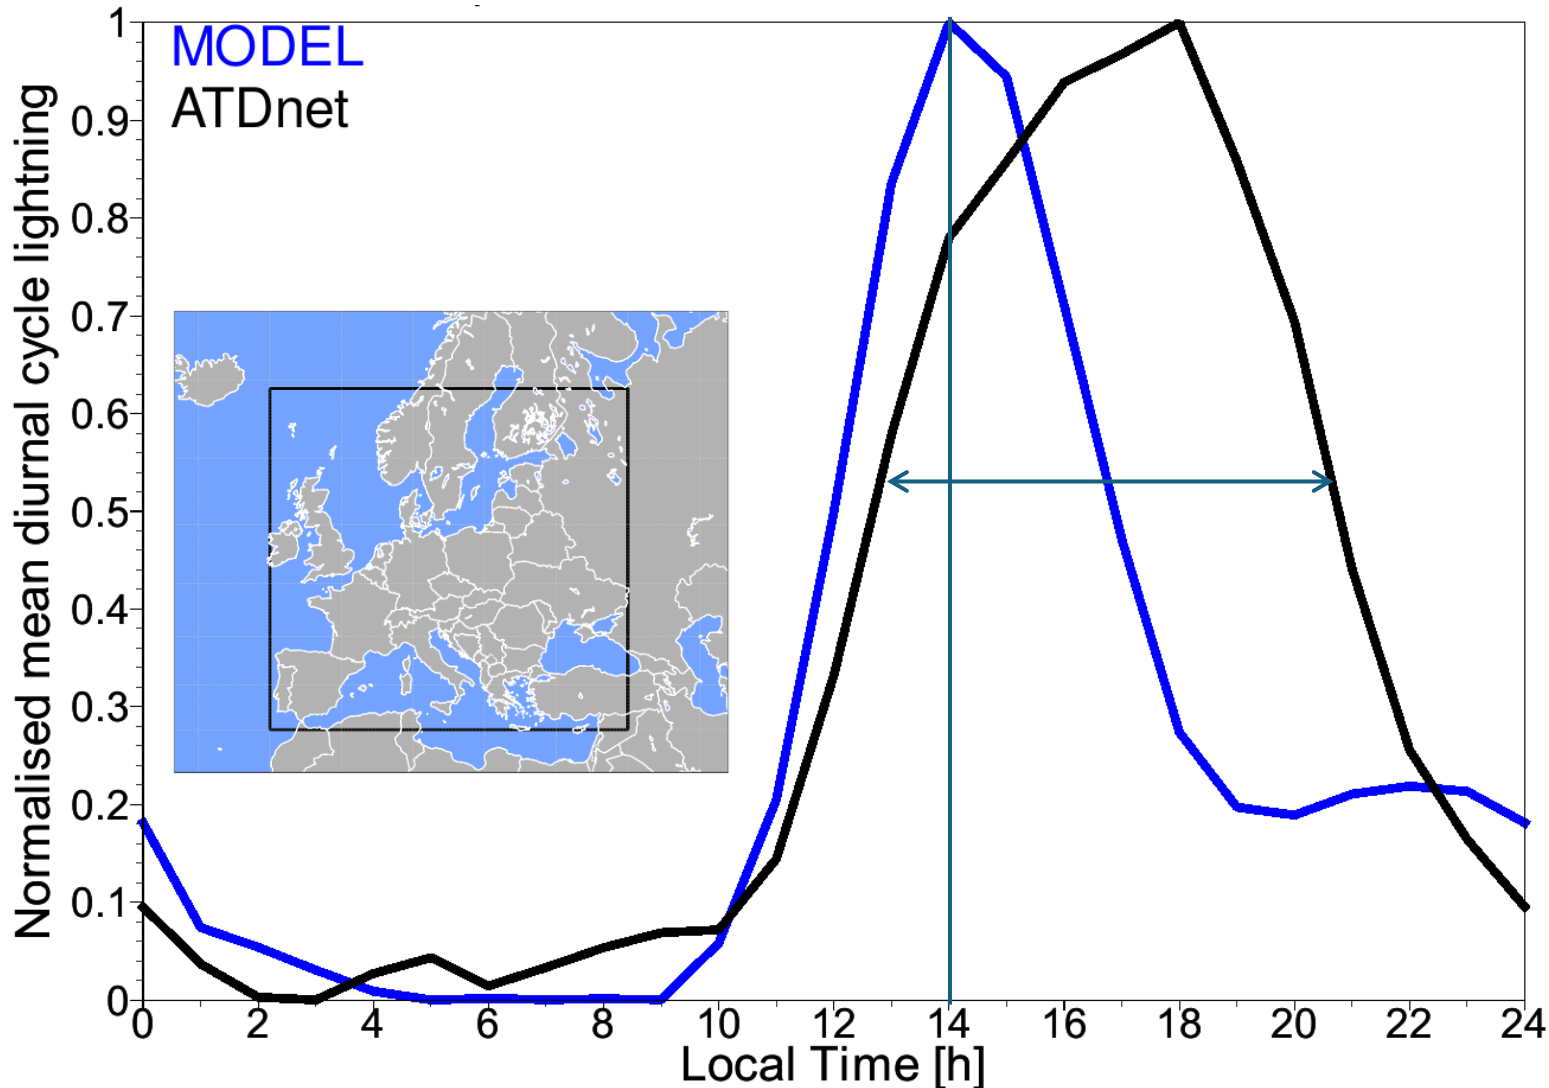 MODEL
ATDnet
Normalised mean diurnal cycle lightning
1
0.9
0.8
0.7
0.6
0.5
0.4
0.3
0.2
0.1
0
0 2 4 6 8 10 12 14 16 18 20 22 24
Local Time [h]